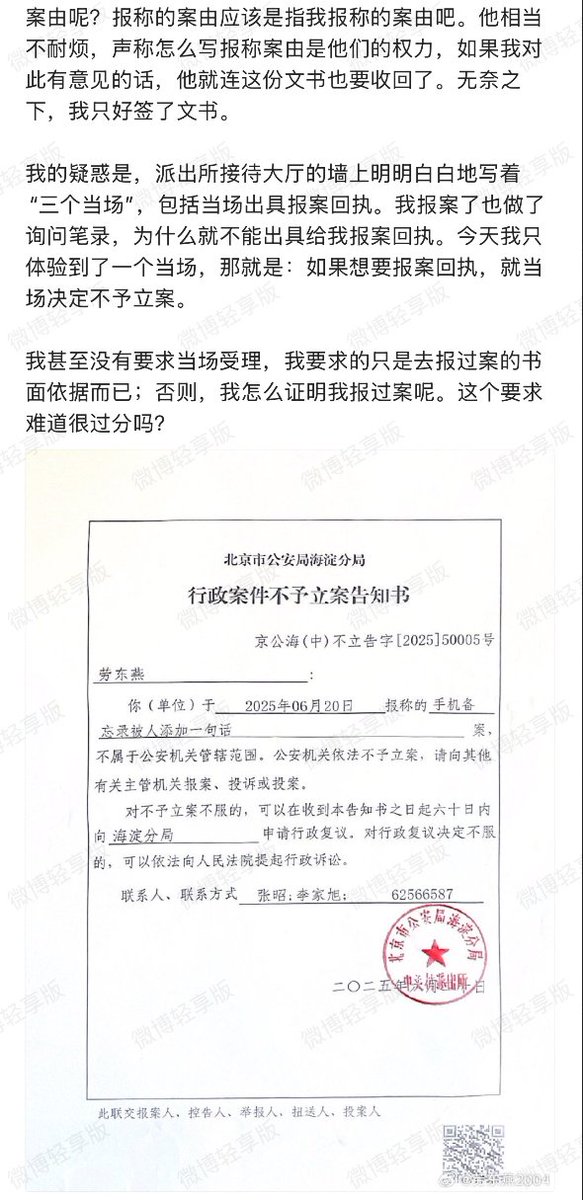 案由呢？报称的案由应该是指我报称的案由吧。他相当
不耐烦，声称怎么写报称案由是他们的权力，如果我对
此有意见的话，他就连这份文书也要收回了。无奈之
下，我只好签了文书。
我的疑惑是，派出所接待大厅的墙上明明白白地写着
“三个当场”，包括当场出具报案回执。我报案了也做了
询问笔录，为什么就不能出具给我报案回执。今天我只
体验到了一个当场，那就是：如果想要报案回执，就当
场决定不予立案。
我甚至没有要求当场受理，我要求的只是去报过案的书
面依据而已；否则，我怎么证明我报过案呢。这个要求
难道很过分吗？
北京市公安局海淀分局
行政案件不予立案告知书
京公海(中)不立告字[2025]50005号
劳东燕：
你（单位）于 2025年06月20日 报称的 手机备
忘录被人添加一句话 案，
不属于公安机关管辖范围。公安机关依法不予立案，请向其他
有关主管机关报案、投诉或投案。
对不予立案不服的，可以在收到本告知书之日起六十日内
向 海淀分局 申请行政复议。对行政复议决定不服
的，可以依法向人民法院提起行政诉讼。
联系人、联系方式 张昭;李家旭; 62566587
北京市公安局海淀分局
中关村派出所
二〇二五年六月二十日
此联交报案人、控告人、举报人、扭送人、投案人
微博轻享版